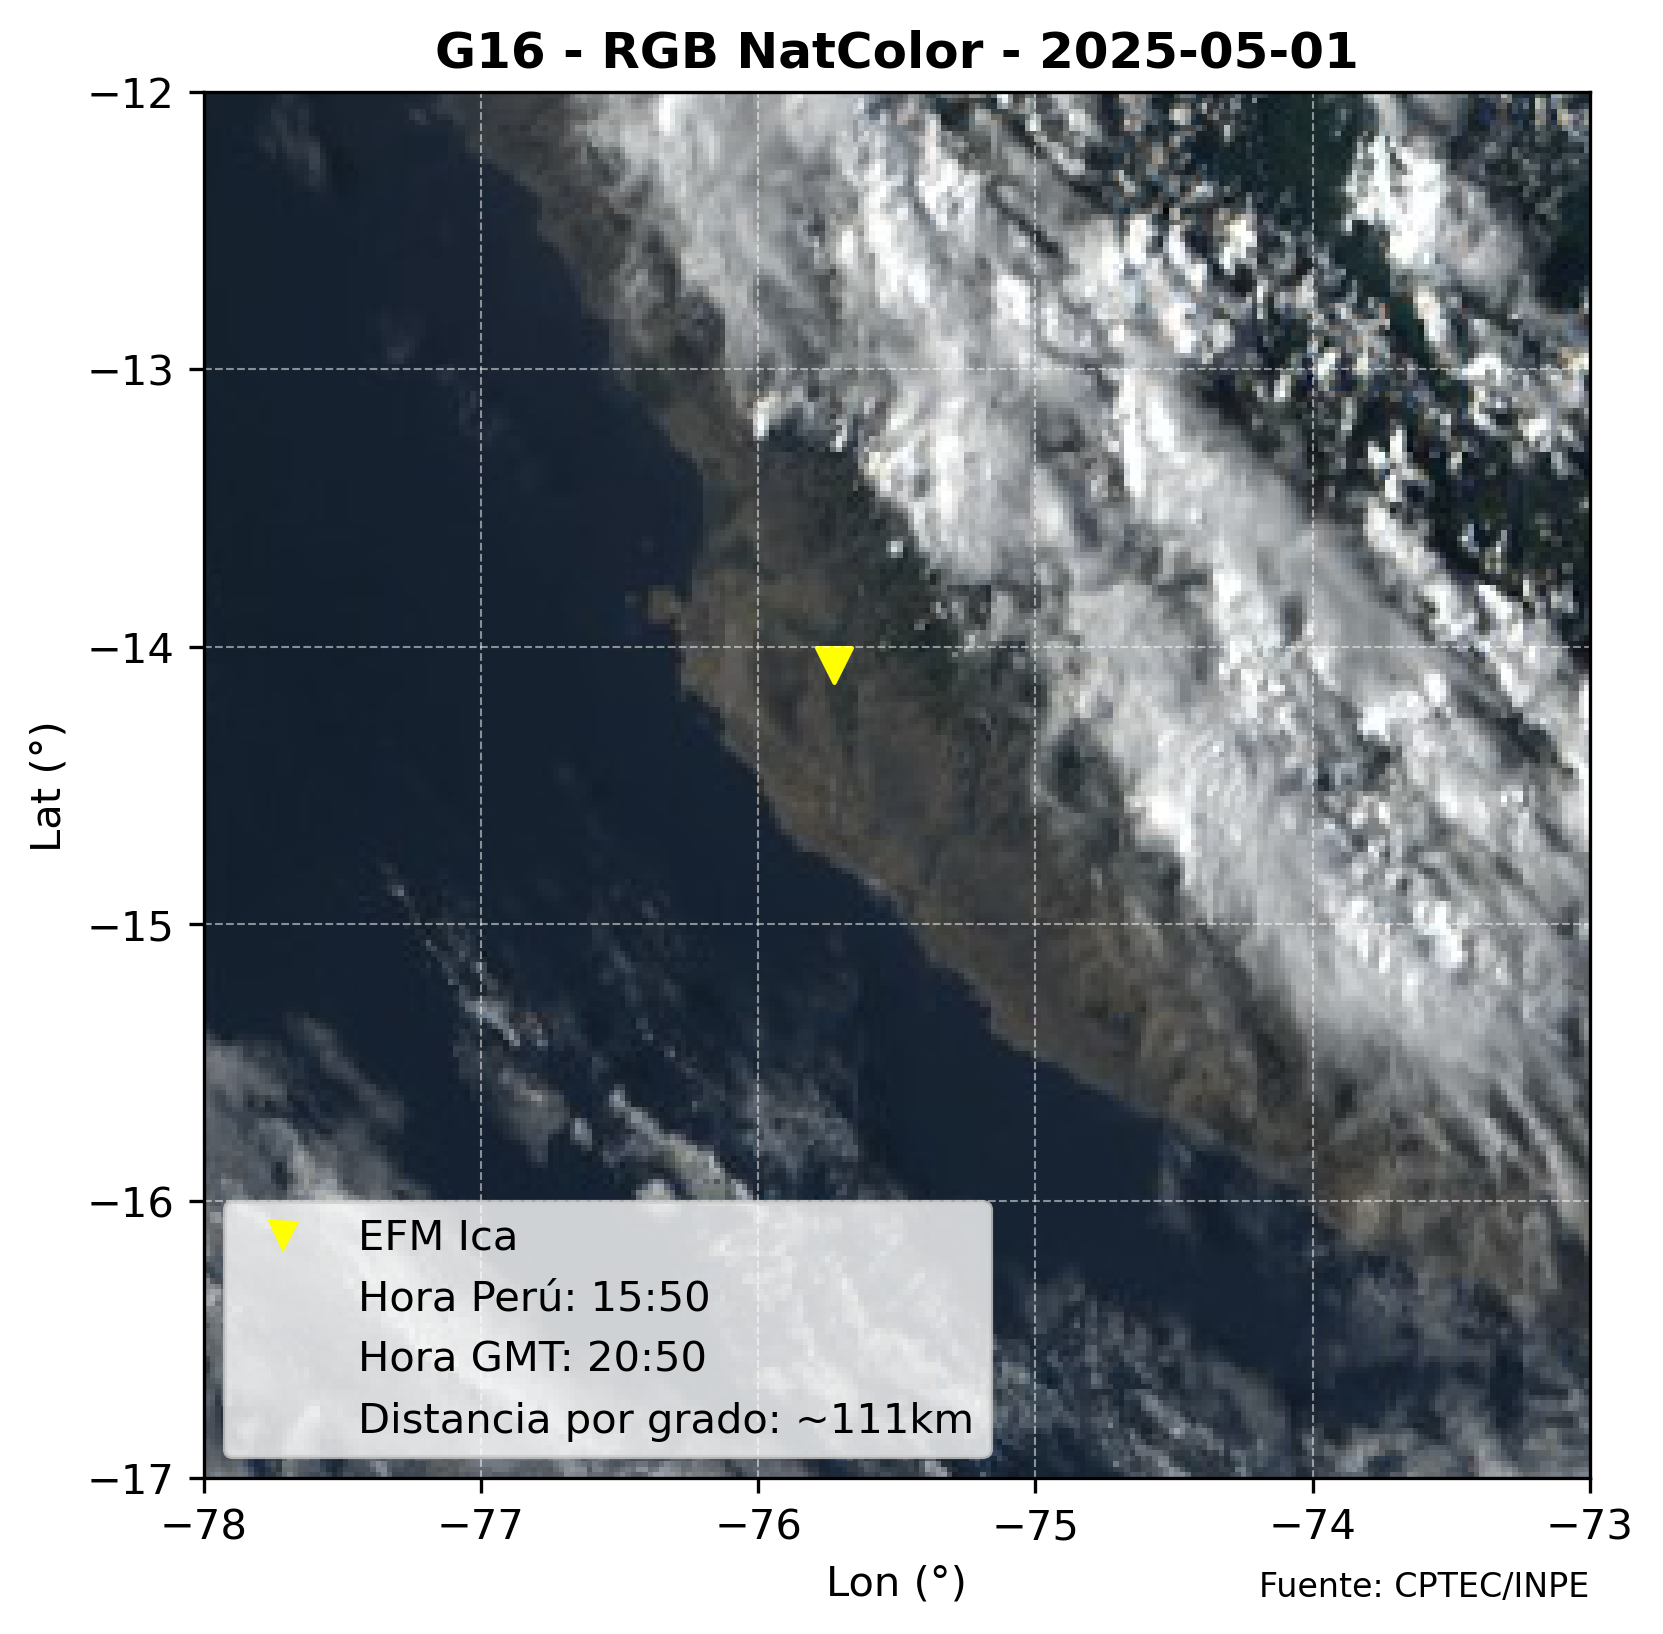 G16 - RGB NatColor - 2025-05-01
−12
−13
−14
−15
−16
−17
Lat (°)
EFM Ica
Hora Perú: 15:50
Hora GMT: 20:50
Distancia por grado: ~111km
−78 −77 −76 −75 −74 −73
Lon (°)
Fuente: CPTEC/INPE